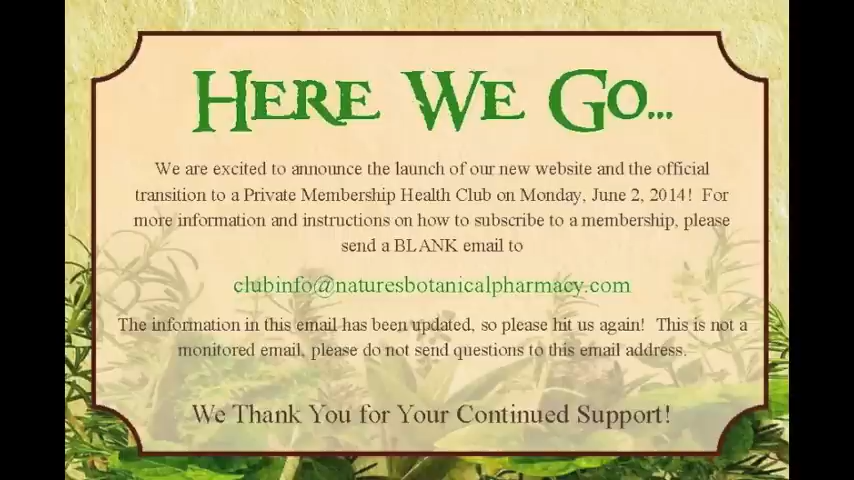 Here We Go...
We are excited to announce the launch of our new website and the official
transition to a Private Membership Health Club on Monday, June 2, 2014! For
more information and instructions on how to subscribe to a membership, please
send a BLANK email to
clubinfo@naturesbotanicalpharmacy.com
The information in this email has been updated, so please hit us again! This is not a
monitored email, please do not send questions to this email address.
We Thank You for Your Continued Support!